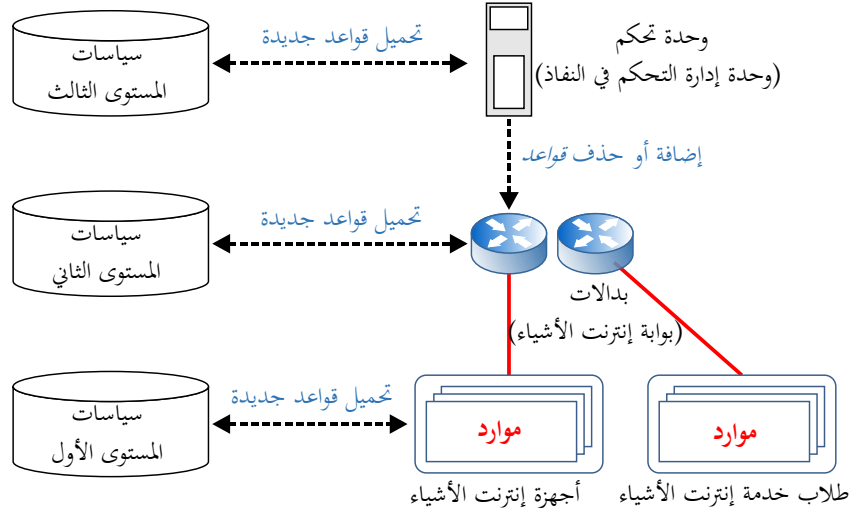 وحدة تحكم
(وحدة إدارة التحكم في النفاذ)
تحميل قواعد جديدة
سياسات
المستوى الثالث
إضافة أو حذف قواعد
تحميل قواعد جديدة
سياسات
المستوى الثاني
بدالات
(بوابة إنترنت الأشياء)
تحميل قواعد جديدة
سياسات
المستوى الأول
موارد
موارد
طلاب خدمة إنترنت الأشياء
أجهزة إنترنت الأشياء